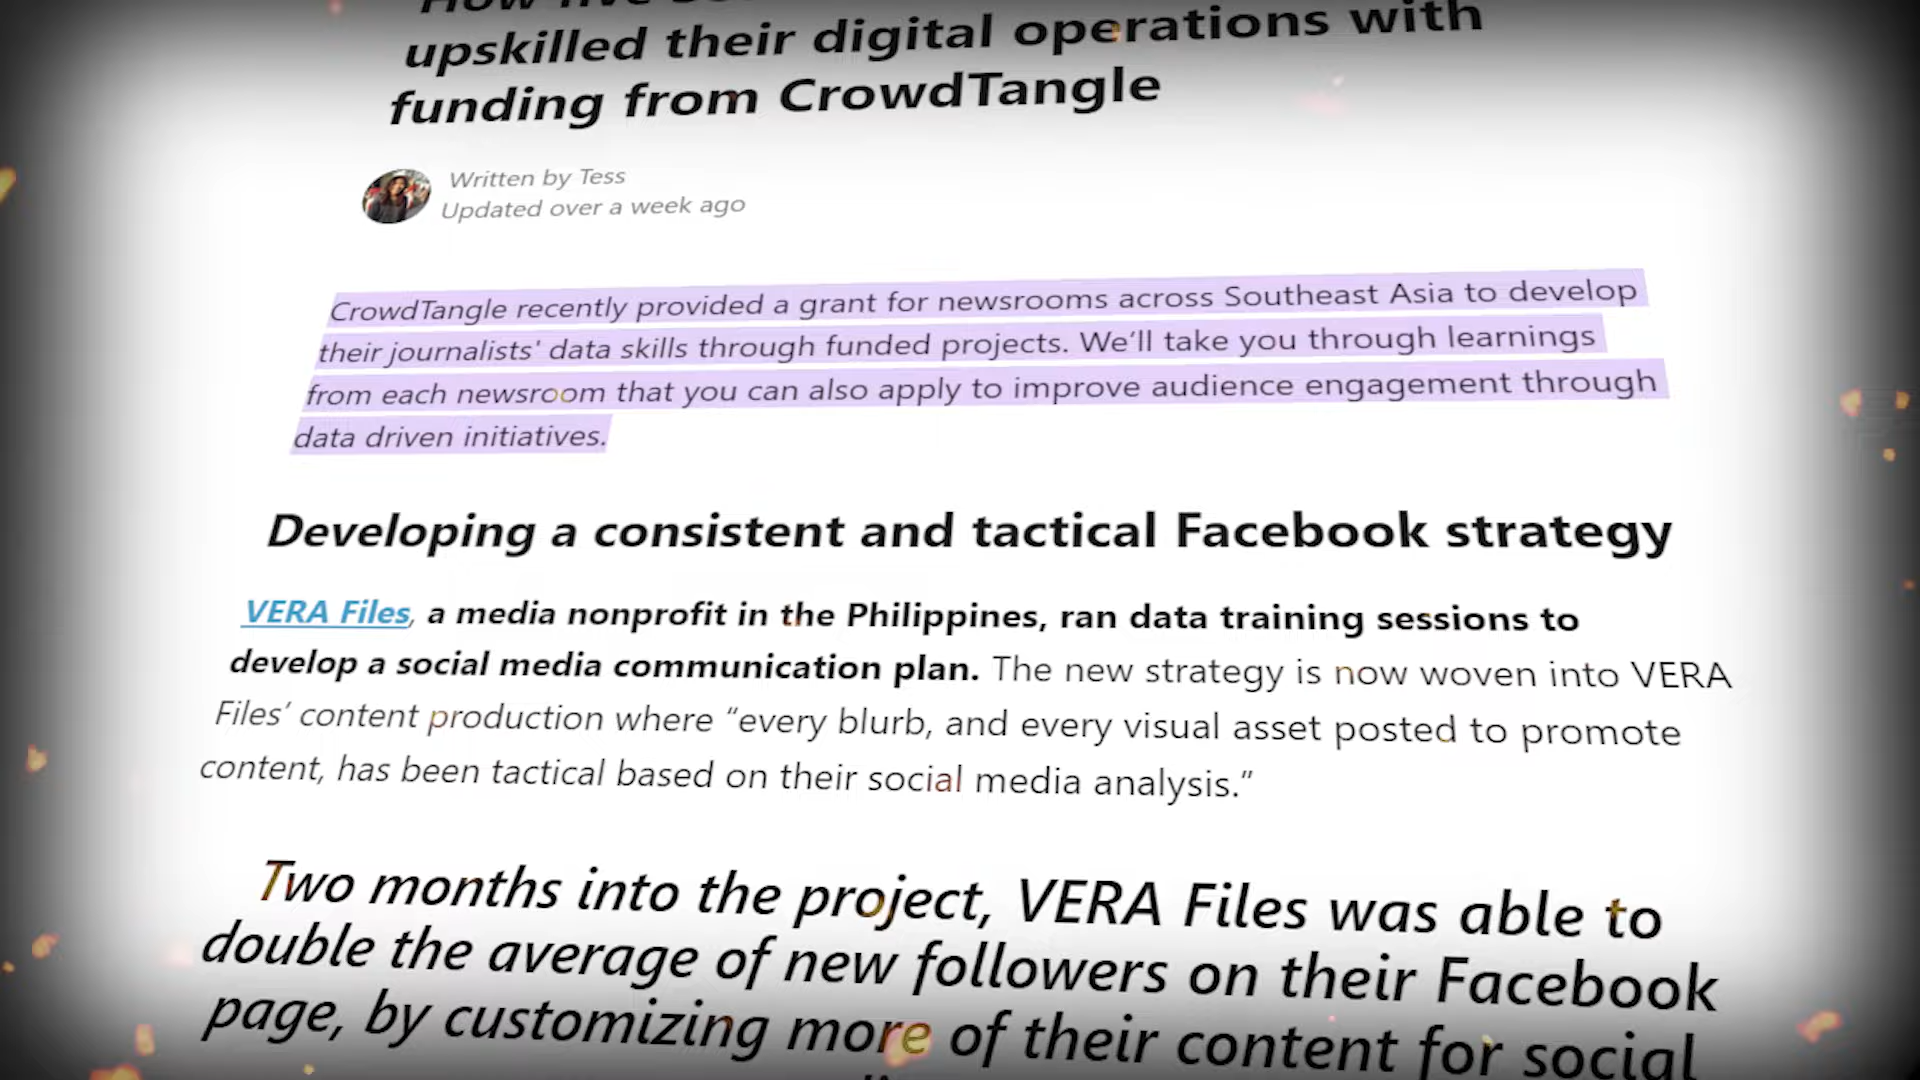 How five
upskilled their digital operations with
funding from CrowdTangle
Written by Tess
Updated over a week ago
CrowdTangle recently provided a grant for newsrooms across Southeast Asia to develop
their journalists' data skills through funded projects. We’ll take you through learnings
from each newsroom that you can also apply to improve audience engagement through
data driven initiatives.
Developing a consistent and tactical Facebook strategy
VERA Files, a media nonprofit in the Philippines, ran data training sessions to
develop a social media communication plan. The new strategy is now woven into VERA
Files’ content production where “every blurb, and every visual asset posted to promote
content, has been tactical based on their social media analysis.”
Two months into the project, VERA Files was able to
double the average of new followers on their Facebook
page, by customizing more of their content for social